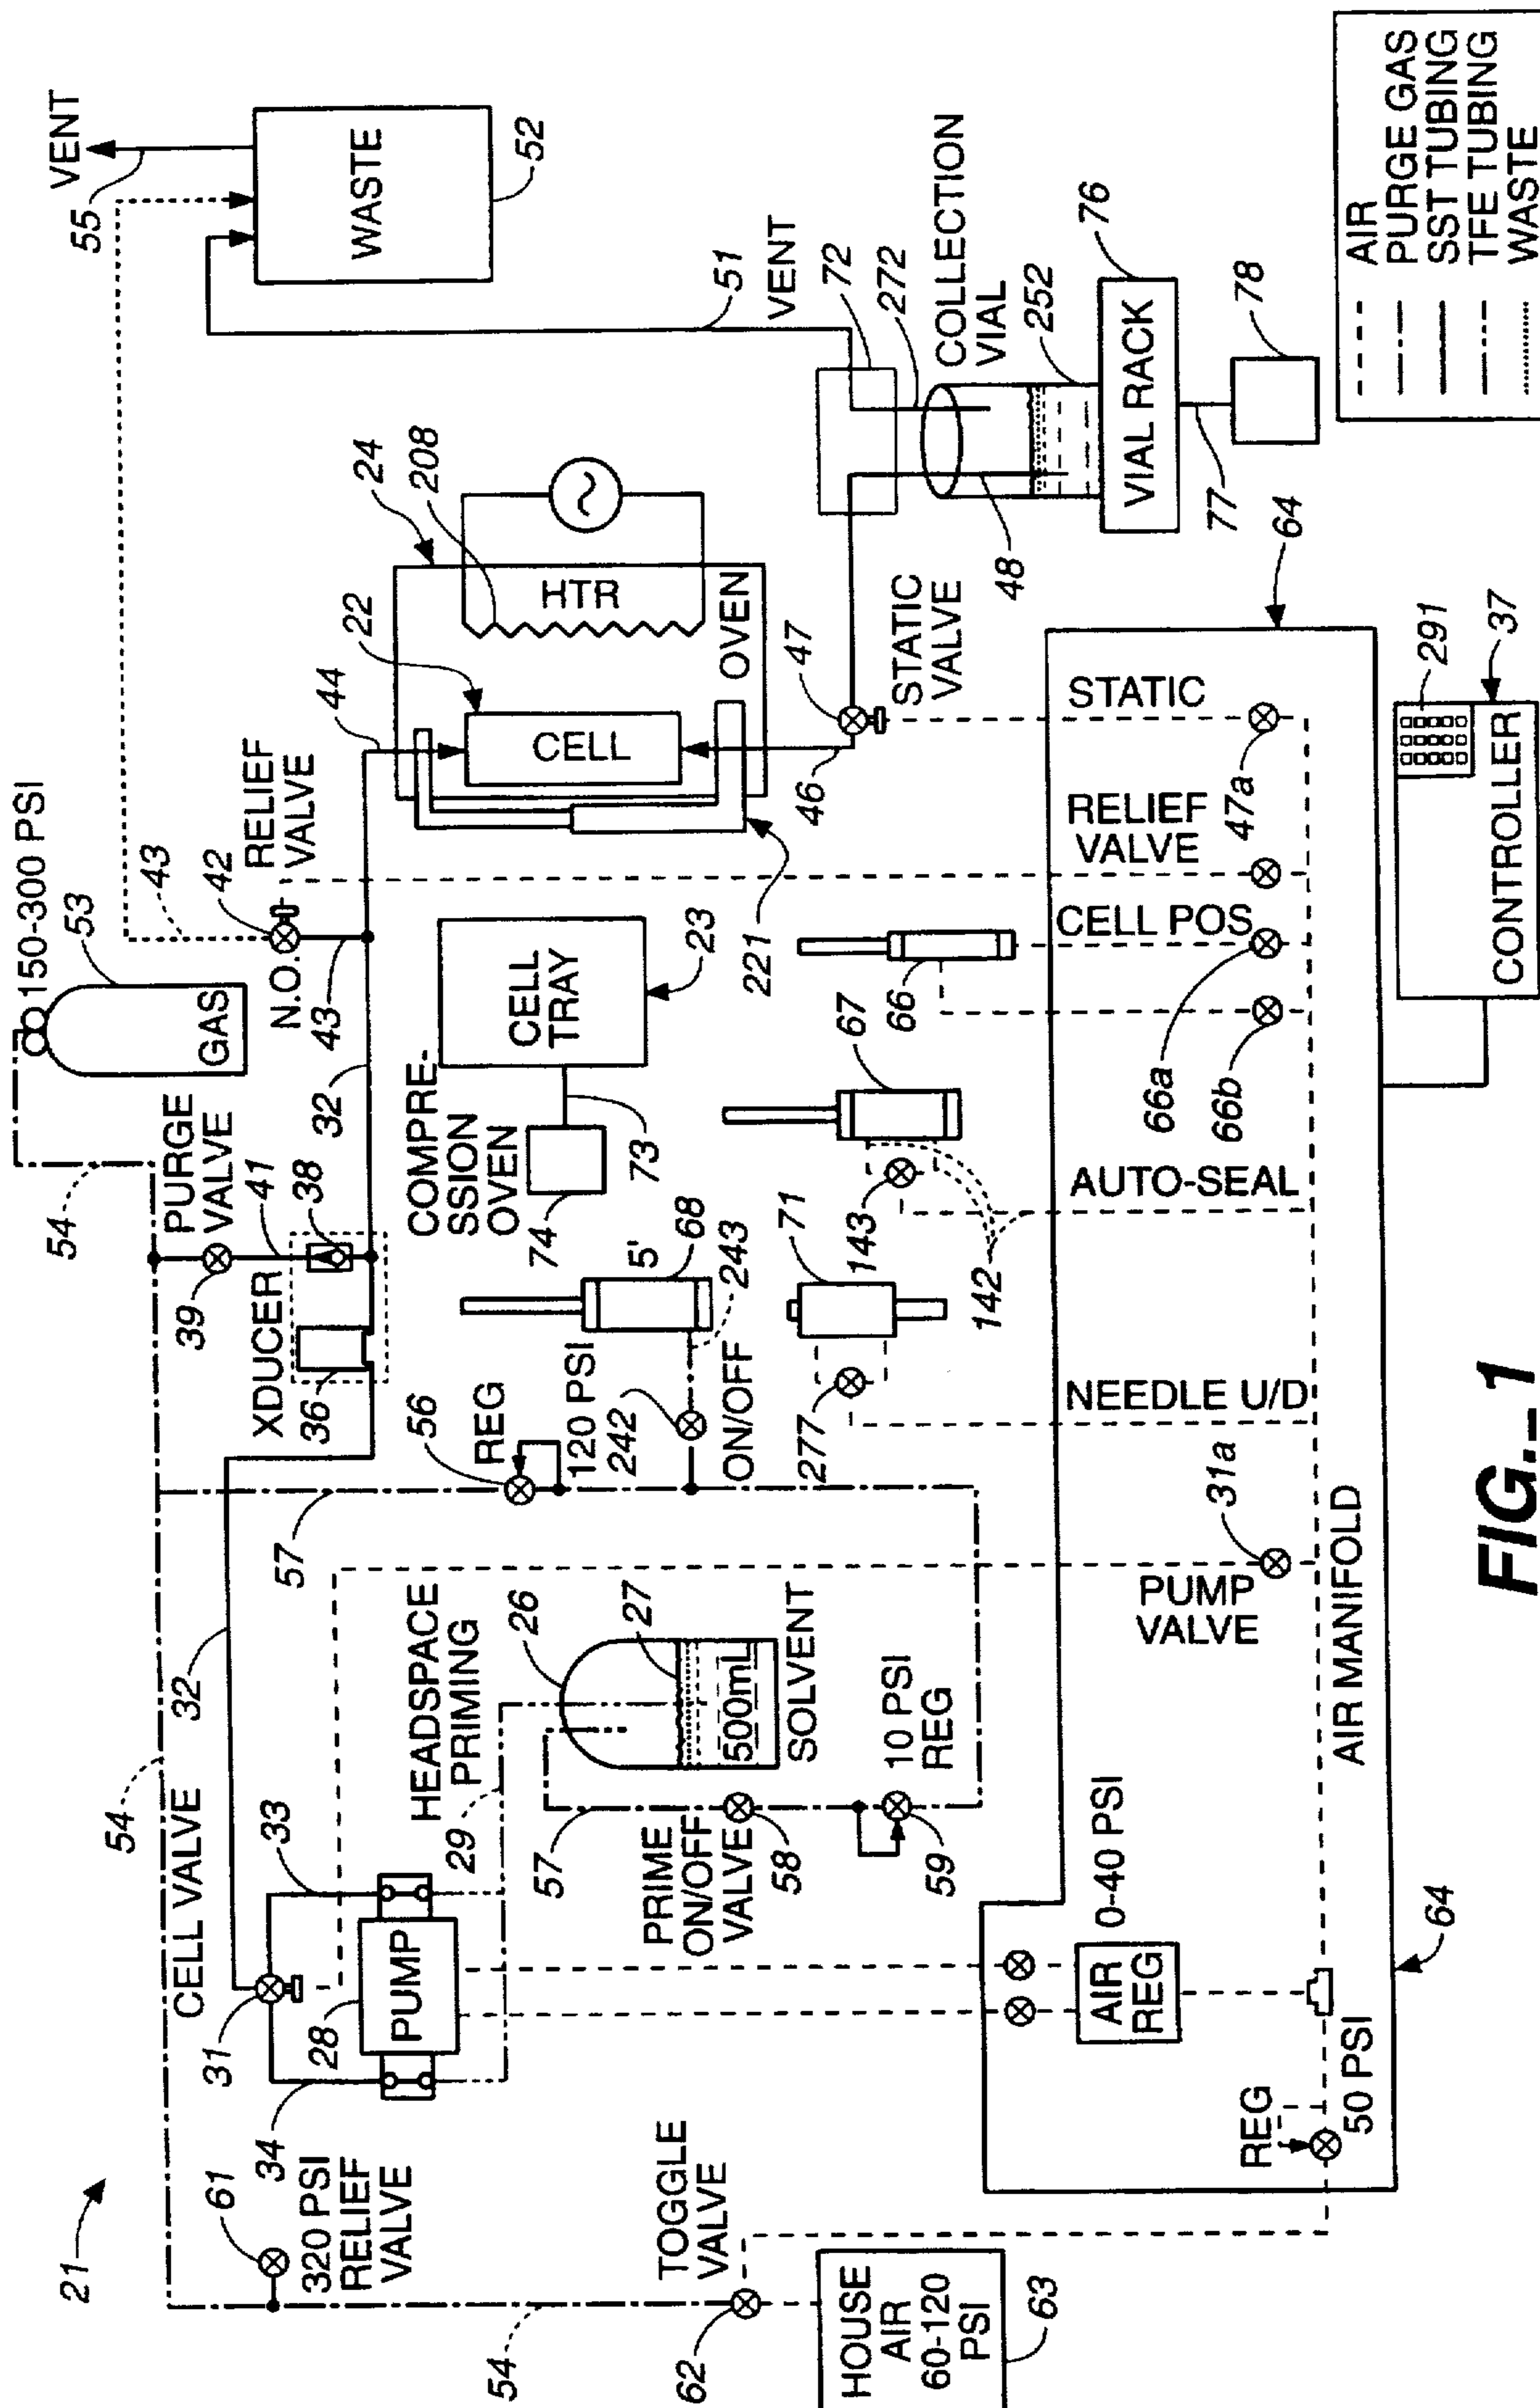 21
54
61
320 PSI
RELIEF
VALVE
34
31
CELL VALVE
28
PUMP
33
32
54
29
HEADSPACE
PRIMING
26
27
500mL
SOLVENT
57
PRIME
ON/OFF
VALVE
58
10 PSI
REG
59
57
56
REG
120 PSI
242
ON/OFF
243
68
5'
XDUCER
36
39
PURGE
VALVE
41
38
54
32
150-300 PSI
53
GAS
N.O.
43
42
43
RELIEF
VALVE
44
22
24
208
CELL
HTR
OVEN
221
46
47
STATIC
VALVE
COMPRE-
SSION
OVEN
74
73
CELL
TRAY
23
VENT
55
WASTE
52
51
VENT
72
272
COLLECTION
VIAL
252
48
VIAL RACK
76
77
78
TOGGLE
VALVE
62
54
HOUSE
AIR
60-120
PSI
63
REG
50 PSI
AIR
REG
0-40 PSI
64
PUMP
VALVE
31a
AIR MANIFOLD
NEEDLE U/D
277
71
143
142
AUTO-SEAL
67
66
66a
66b
CELL POS
RELIEF
VALVE
STATIC
47a
64
291
37
CONTROLLER
AIR
PURGE GAS
SST TUBING
TFE TUBING
WASTE
FIG._1